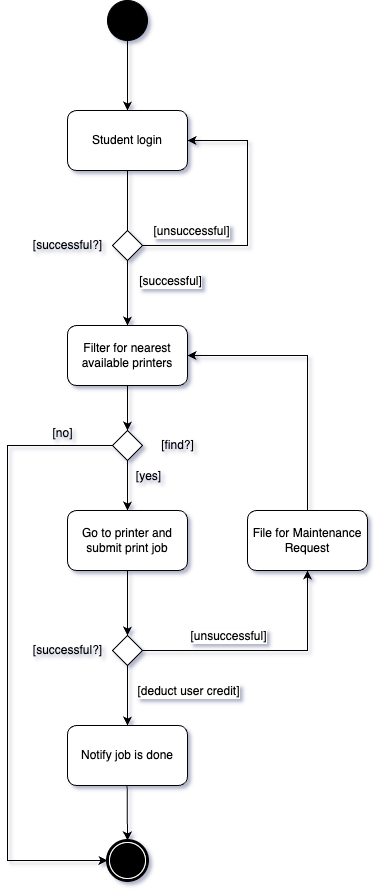 Student login
[unsuccessful]
[successful?]
[successful]
Filter for nearest
available printers
[no]
[find?]
[yes]
Go to printer and
submit print job
File for Maintenance
Request
[unsuccessful]
[successful?]
[deduct user credit]
Notify job is done